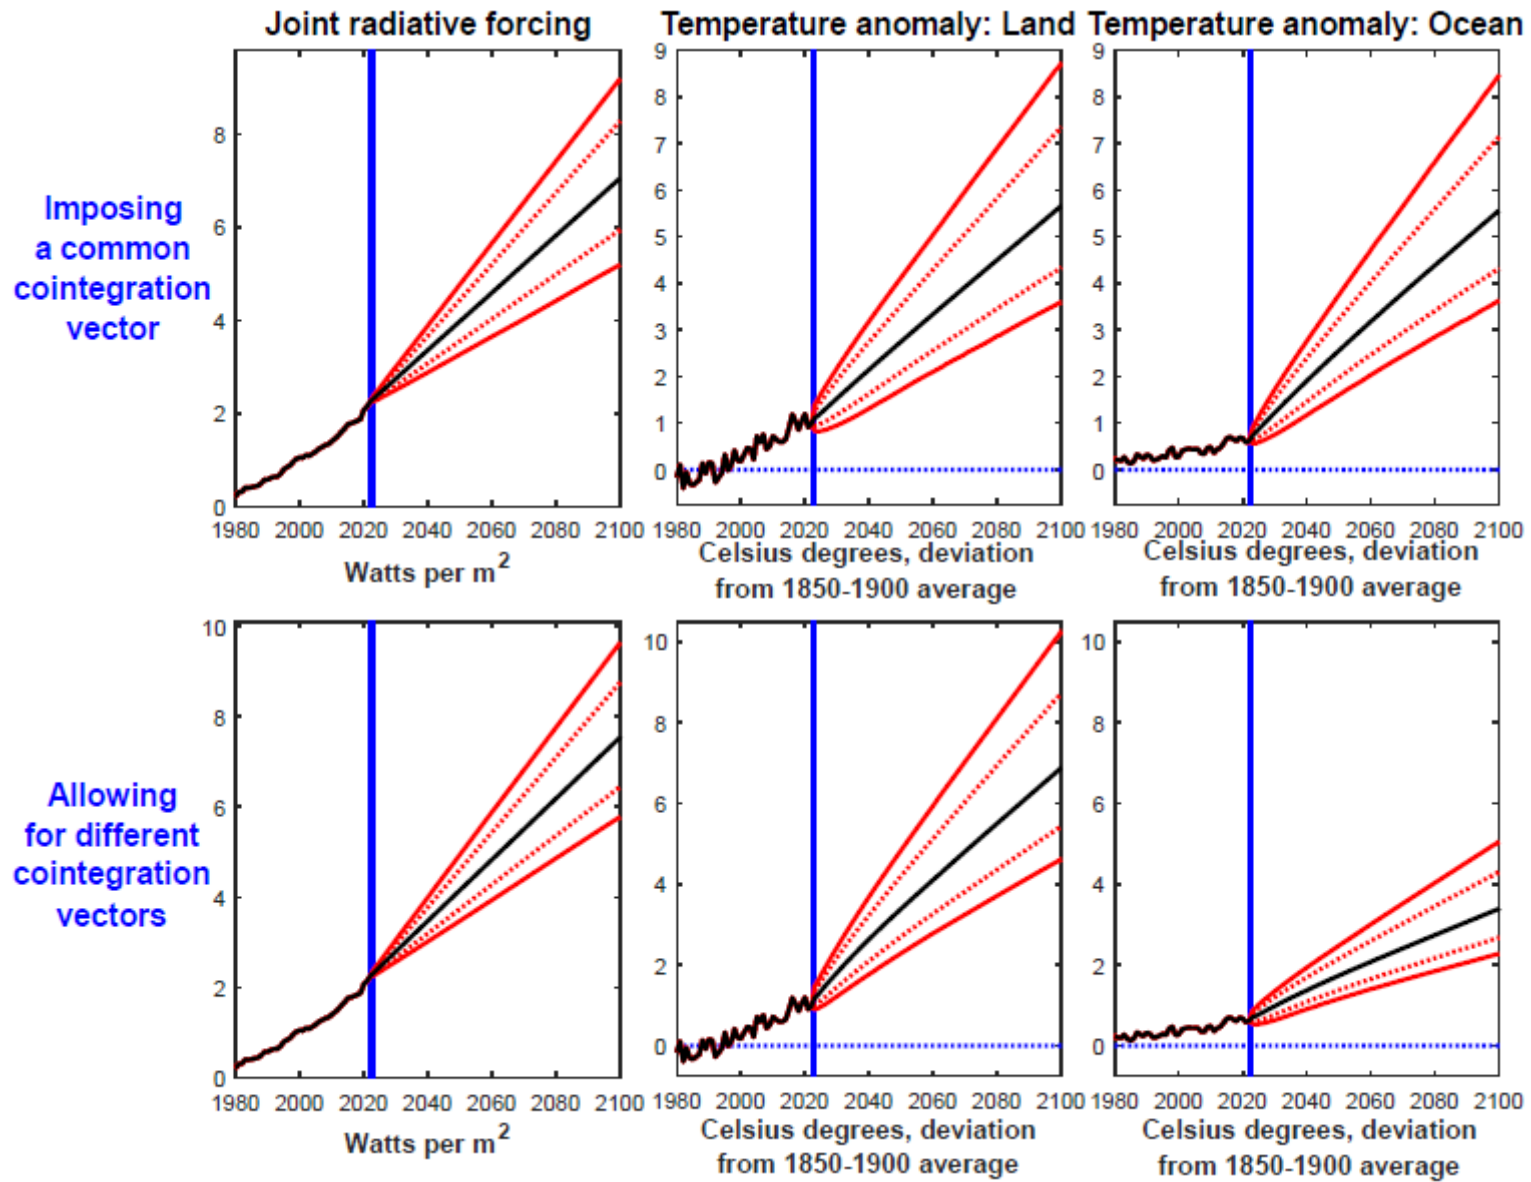 Joint radiative forcing
Temperature anomaly: Land
Temperature anomaly: Ocean
Imposing
a common
cointegration
vector
8
6
4
2
0
1980 2000 2020 2040 2060 2080 2100
Watts per m²
9
8
7
6
5
4
3
2
1
0
1980 2000 2020 2040 2060 2080 2100
Celsius degrees, deviation
from 1850-1900 average
9
8
7
6
5
4
3
2
1
0
1980 2000 2020 2040 2060 2080 2100
Celsius degrees, deviation
from 1850-1900 average
Allowing
for different
cointegration
vectors
10
8
6
4
2
0
1980 2000 2020 2040 2060 2080 2100
Watts per m²
10
8
6
4
2
0
1980 2000 2020 2040 2060 2080 2100
Celsius degrees, deviation
from 1850-1900 average
10
8
6
4
2
0
1980 2000 2020 2040 2060 2080 2100
Celsius degrees, deviation
from 1850-1900 average